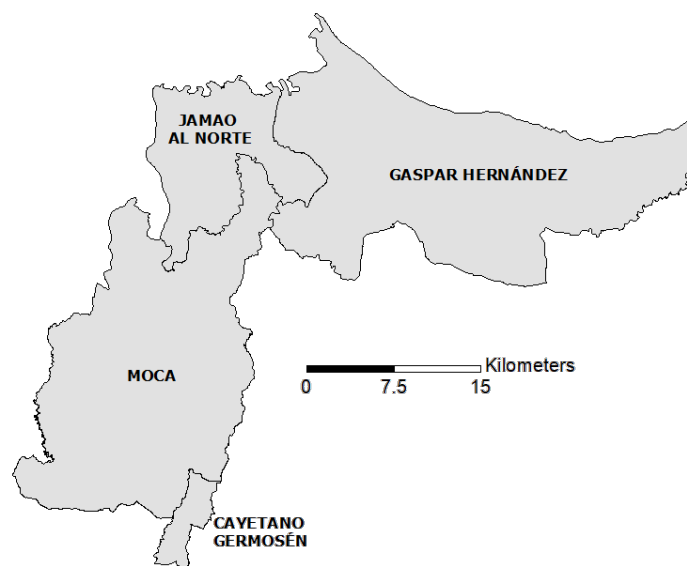 JAMAO
AL NORTE
GASPAR HERNÁNDEZ
MOCA
Kilometers
0 7.5 15
CAYETANO
GERMOSÉN